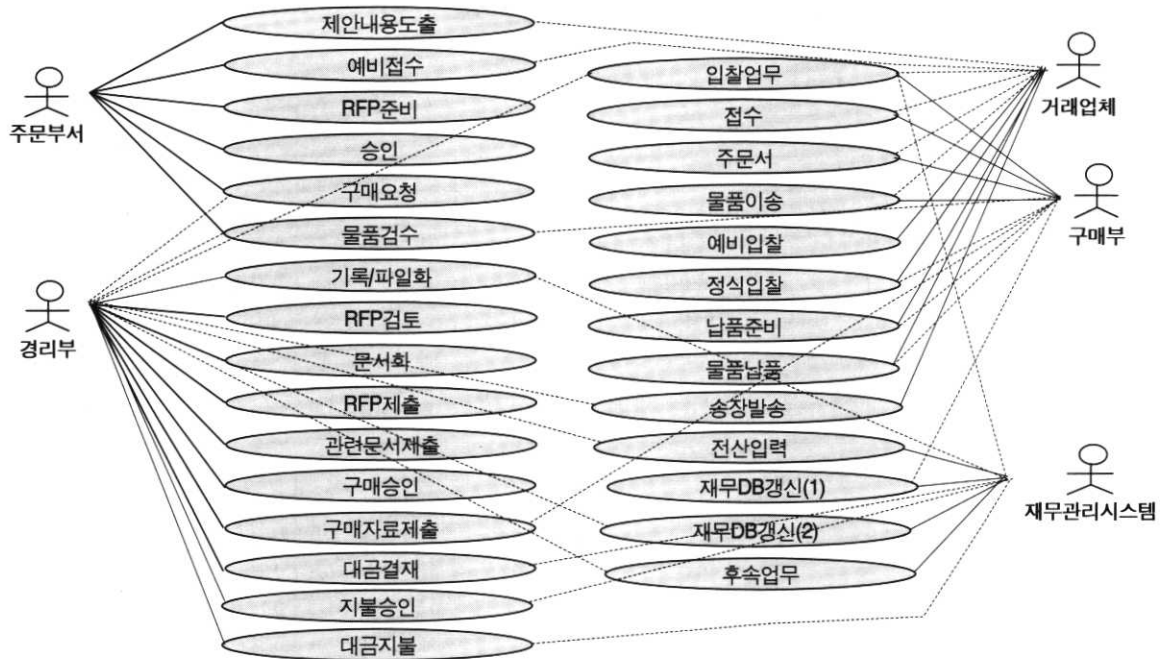 제안내용도출
예비접수
RFP준비
승인
구매요청
물품검수
기록/파일화
RFP검토
문서화
RFP제출
관련문서제출
구매승인
구매자료제출
대금결재
지불승인
대금지불
입찰업무
접수
주문서
물품이송
예비입찰
정식입찰
납품준비
물품납품
송장발송
전산입력
재무DB갱신(1)
재무DB갱신(2)
후속업무
주문부서
경리부
거래업체
구매부
재무관리시스템